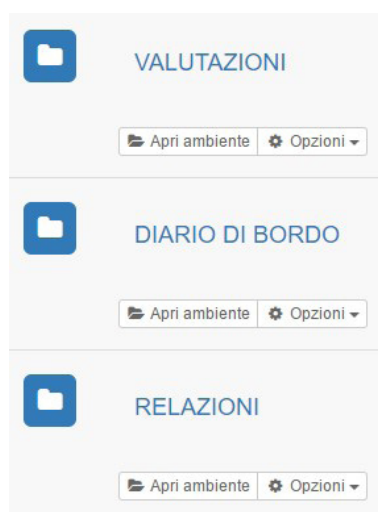 VALUTAZIONI
Apri ambiente Opzioni
DIARIO DI BORDO
Apri ambiente Opzioni
RELAZIONI
Apri ambiente Opzioni